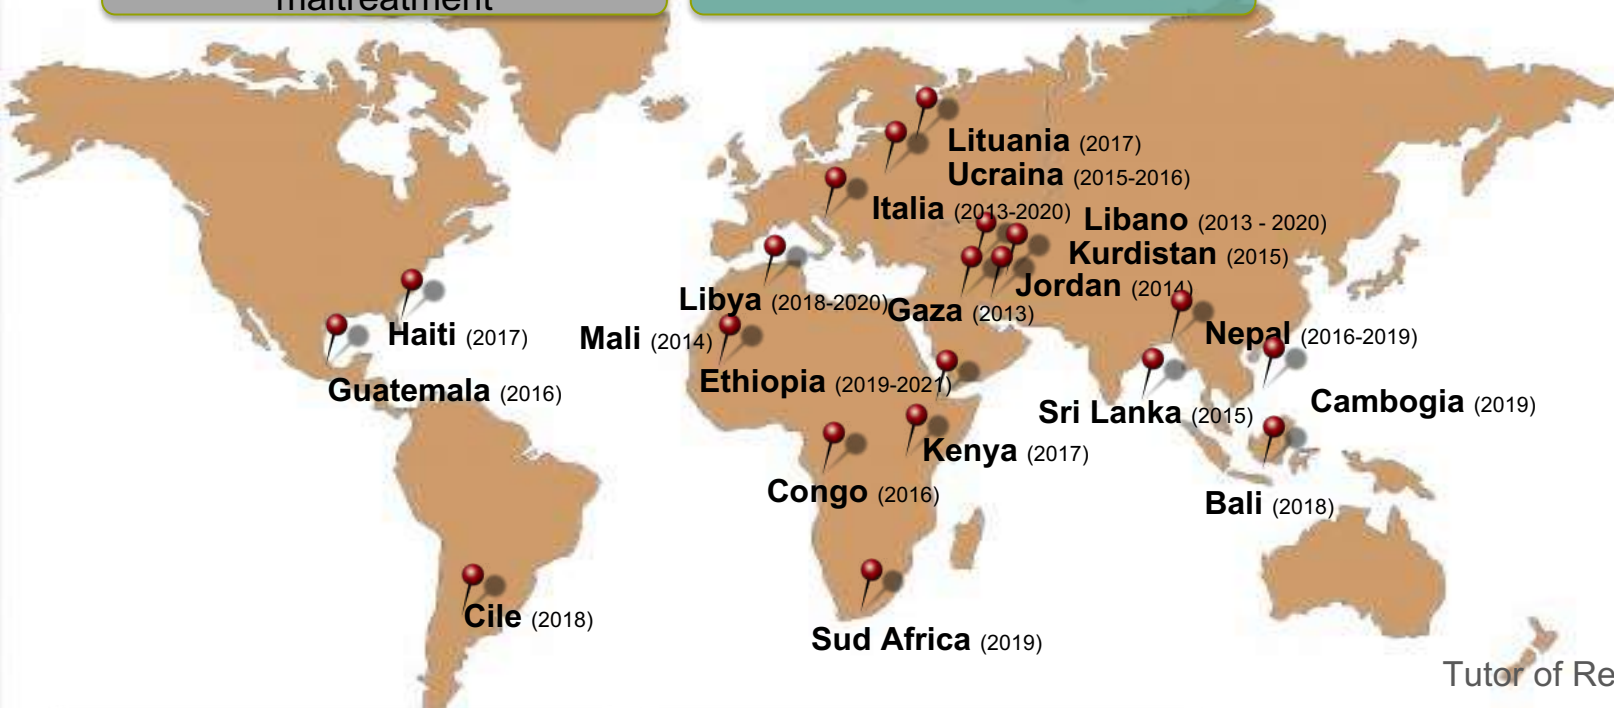 maltreatment
Lituania (2017)
Ucraina (2015-2016)
Italia (2013-2020)
Libano (2013 - 2020)
Kurdistan (2015)
Jordan (2014)
Libya (2018-2020)
Gaza (2013)
Haiti (2017)
Mali (2014)
Nepal (2016-2019)
Guatemala (2016)
Ethiopia (2019-2021)
Sri Lanka (2015)
Cambogia (2019)
Kenya (2017)
Congo (2016)
Bali (2018)
Cile (2018)
Sud Africa (2019)
Tutor of Re